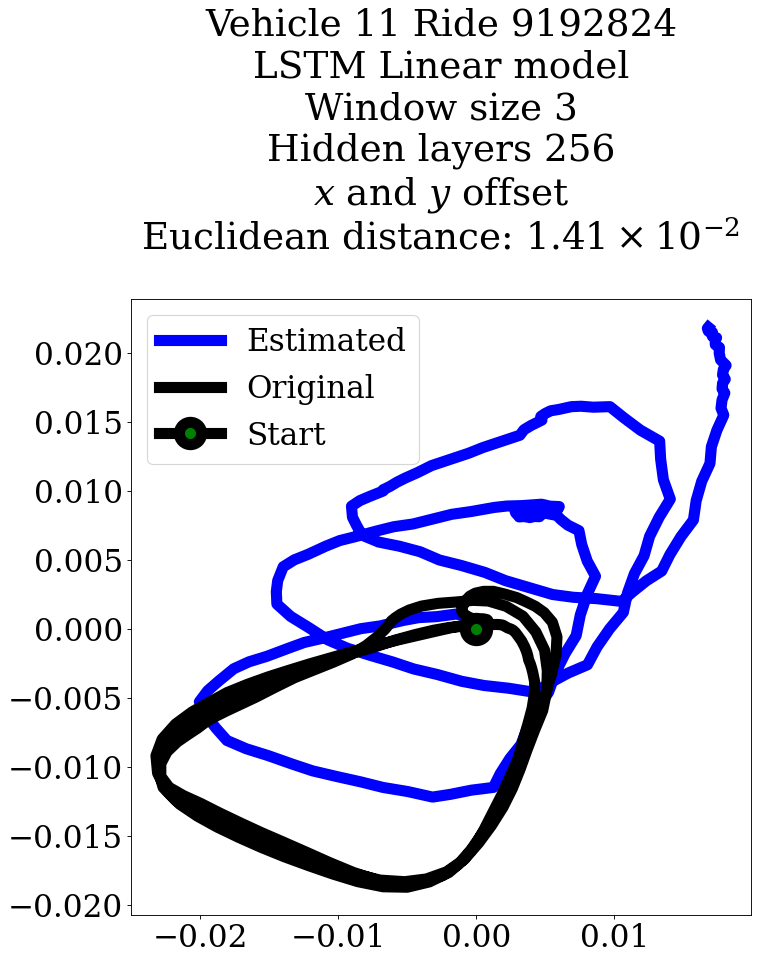 Vehicle 11 Ride 9192824
LSTM Linear model
Window size 3
Hidden layers 256
x and y offset
Euclidean distance: 1.41 × 10⁻²
Estimated
Original
Start
0.020
0.015
0.010
0.005
0.000
−0.005
−0.010
−0.015
−0.020
−0.02 −0.01 0.00 0.01